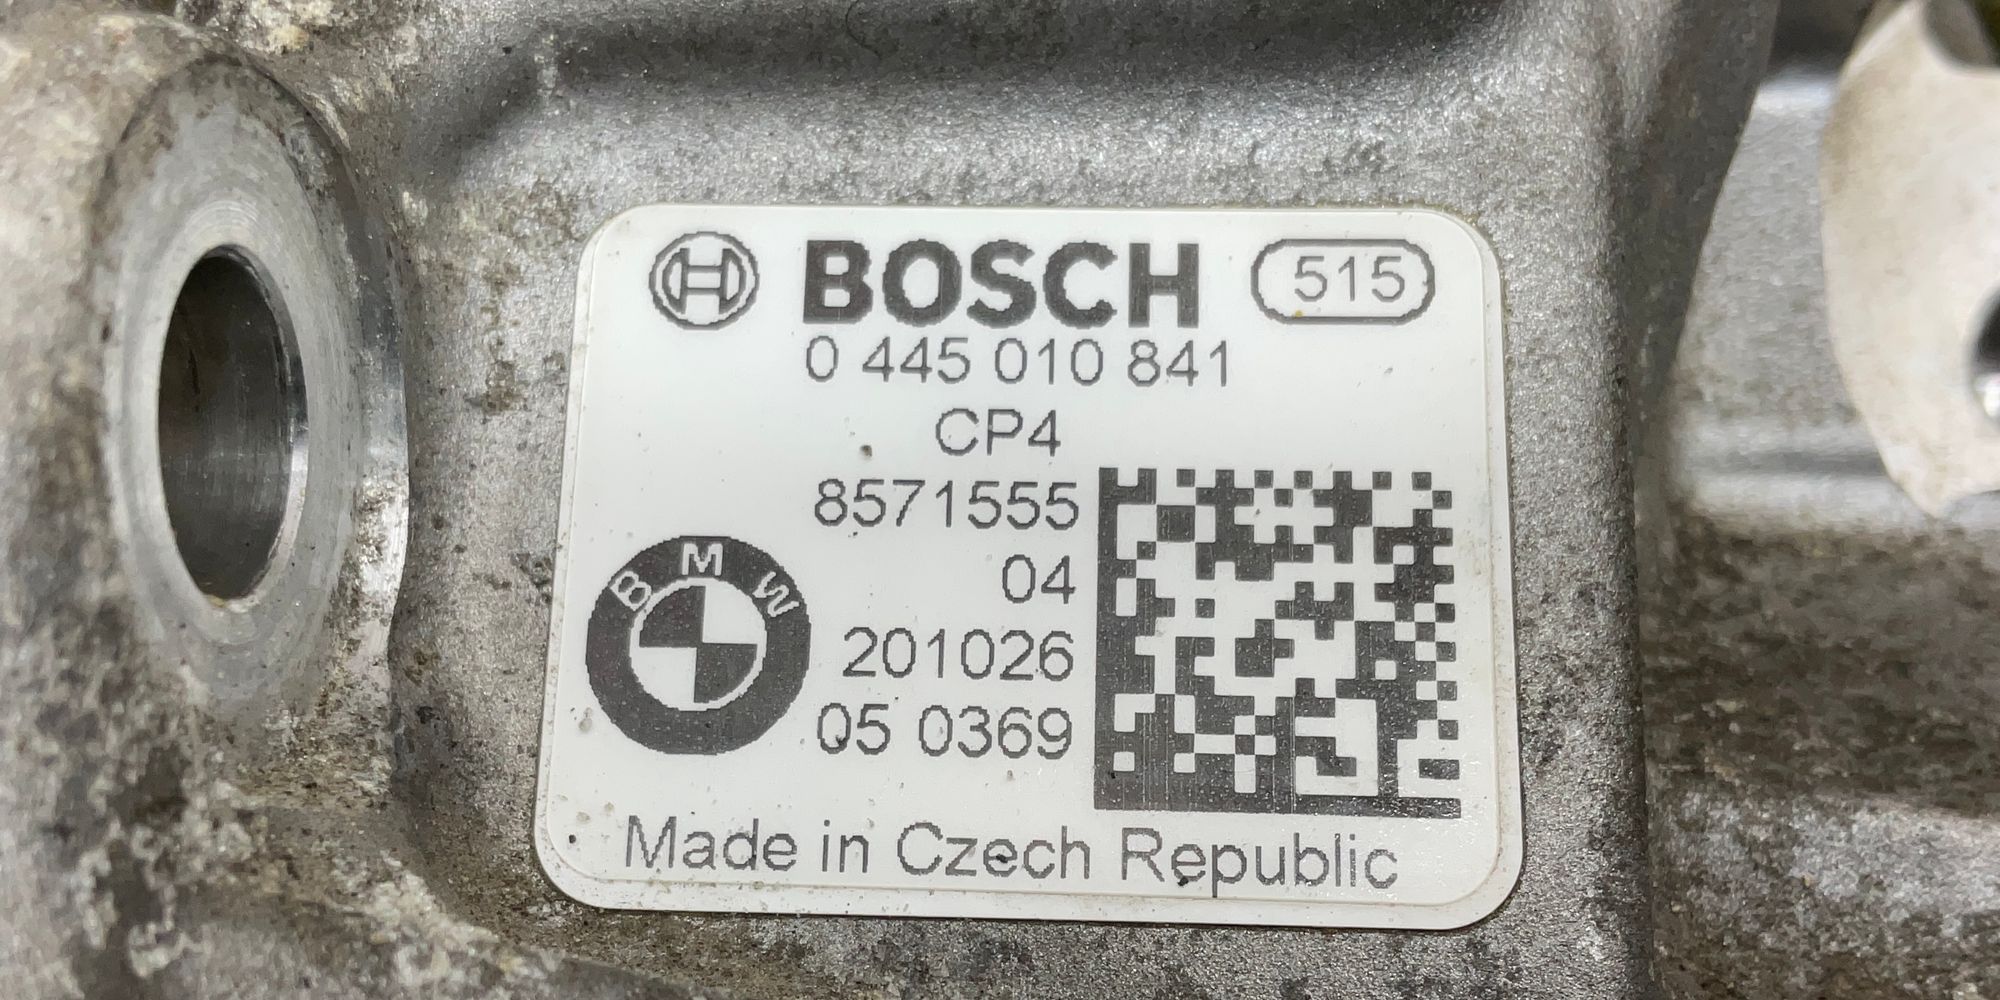 BOSCH 515
0 445 010 841
CP4
8571555
04
BMW
201026
05 0369
Made in Czech Republic